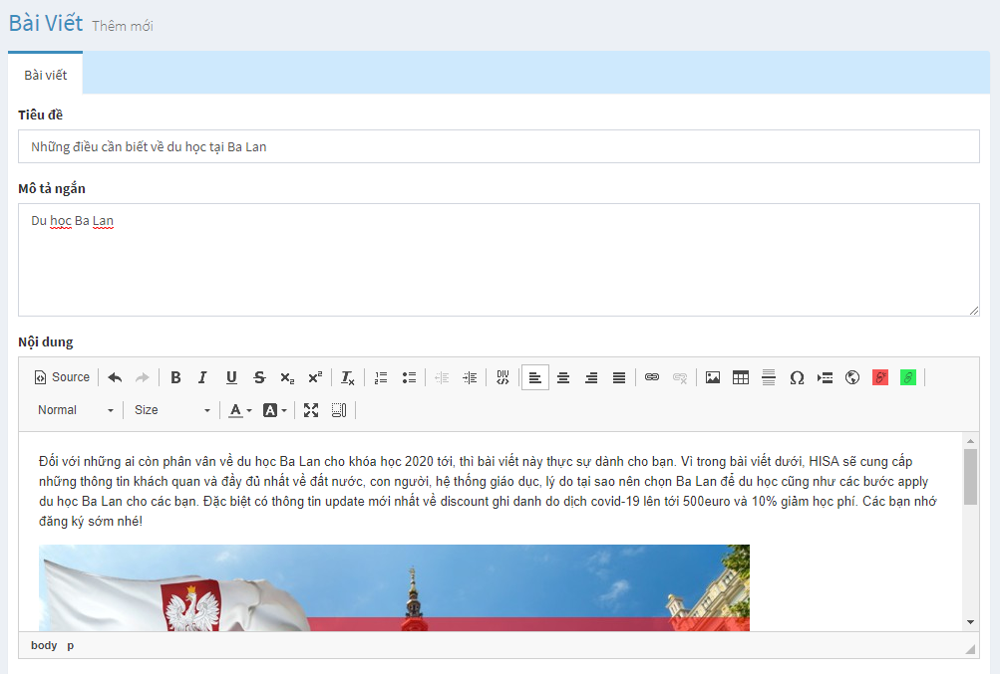 Bài Viết Thêm mới
Bài viết
Tiêu đề
Những điều cần biết về du học tại Ba Lan
Mô tả ngắn
Du học Ba Lan
Nội dung
Source
Normal Size
Đối với những ai còn phân vân về du học Ba Lan cho khóa học 2020 tới, thì bài viết này thực sự dành cho bạn. Vì trong bài viết dưới, HISA sẽ cung cấp
những thông tin khách quan và đầy đủ nhất về đất nước, con người, hệ thống giáo dục, lý do tại sao nên chọn Ba Lan để du học cũng như các bước apply
du học Ba Lan cho các bạn. Đặc biệt có thông tin update mới nhất về discount ghi danh do dịch covid-19 lên tới 500euro và 10% giảm học phí. Các bạn nhớ
đăng ký sớm nhé!
body p